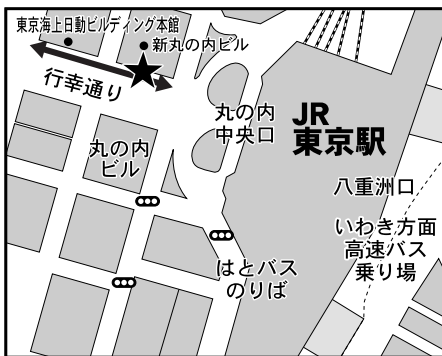 東京海上日動ビルディング本館
新丸の内ビル
行幸通り
丸の内
中央口
JR
東京駅
丸の内
ビル
八重洲口
いわき方面
高速バス
乗り場
はとバス
のりば